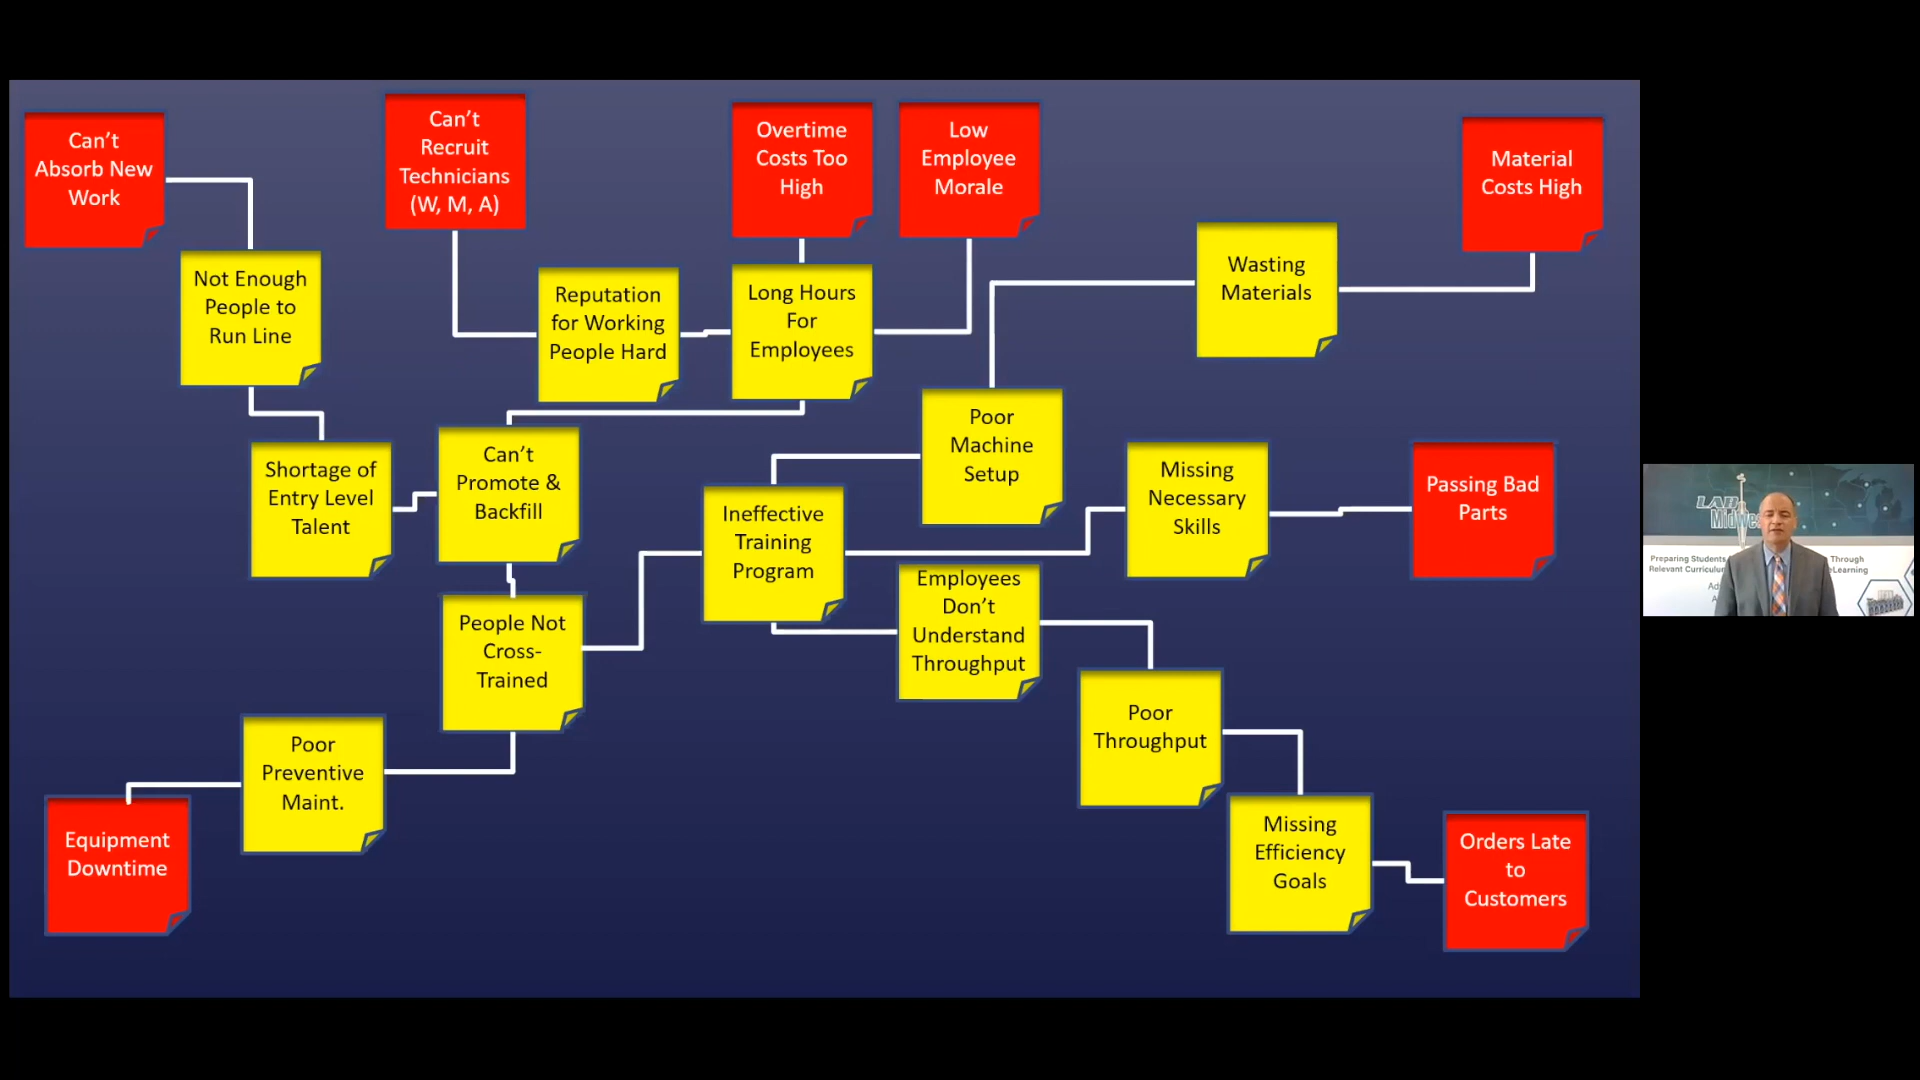 Can't
Absorb New
Work
Can't
Recruit
Technicians
(W, M, A)
Overtime
Costs Too
High
Low
Employee
Morale
Material
Costs High
Not Enough
People to
Run Line
Reputation
for Working
People Hard
Long Hours
For
Employees
Wasting
Materials
Shortage of
Entry Level
Talent
Can't
Promote &
Backfill
Poor
Machine
Setup
Ineffective
Training
Program
Missing
Necessary
Skills
Passing Bad
Parts
People Not
Cross-
Trained
Employees
Don't
Understand
Throughput
Poor
Throughput
Poor
Preventive
Maint.
Equipment
Downtime
Missing
Efficiency
Goals
Orders Late
to
Customers
LAB
Preparing Students Through
Relevant